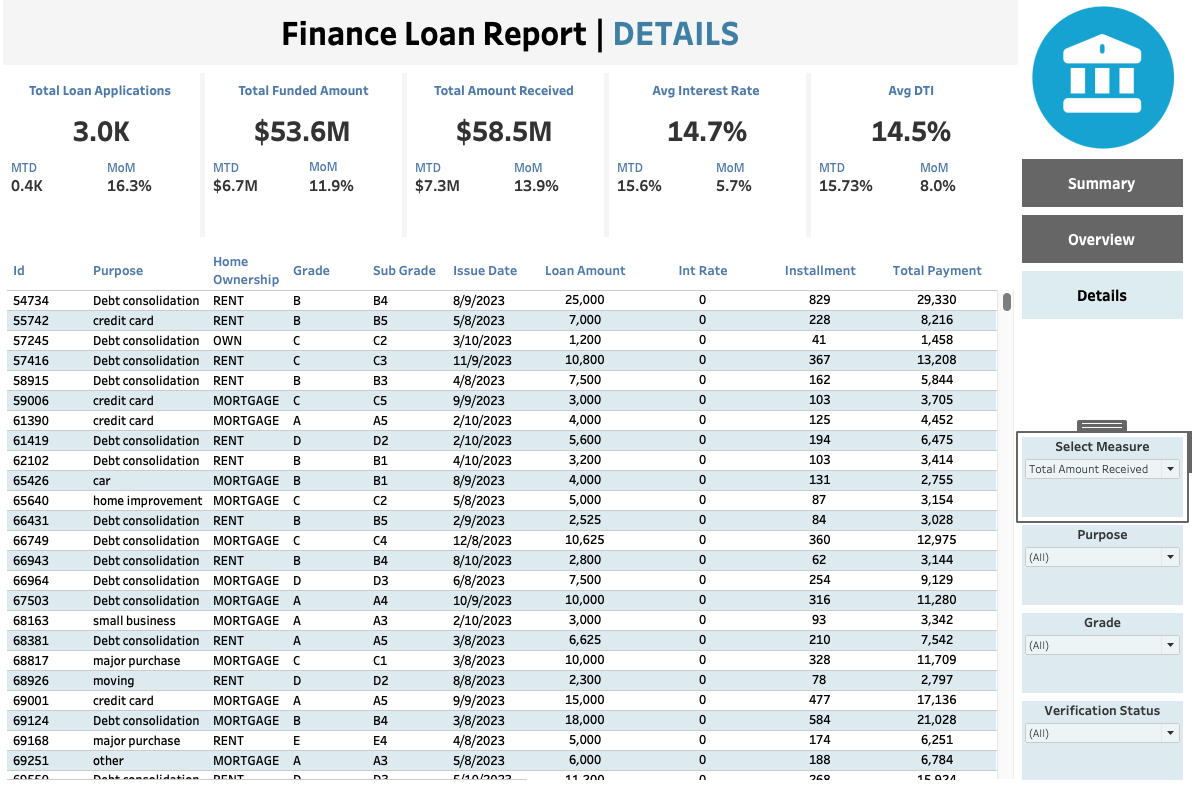 Finance Loan Report | DETAILS
Total Loan Applications
3.0K
MTD MoM
0.4K 16.3%
Total Funded Amount
$53.6M
MTD MoM
$6.7M 11.9%
Total Amount Received
$58.5M
MTD MoM
$7.3M 13.9%
Avg Interest Rate
14.7%
MTD MoM
15.6% 5.7%
Avg DTI
14.5%
MTD MoM
15.73% 8.0%
Summary
Overview
Details
Id Purpose Home Ownership Grade Sub Grade Issue Date Loan Amount Int Rate Installment Total Payment
54734 Debt consolidation RENT B B4 8/9/2023 25,000 0 829 29,330
55742 credit card RENT B B5 5/8/2023 7,000 0 228 8,216
57245 Debt consolidation OWN C C2 3/10/2023 1,200 0 41 1,458
57416 Debt consolidation RENT C C3 11/9/2023 10,800 0 367 13,208
58915 Debt consolidation RENT B B3 4/8/2023 7,500 0 162 5,844
59006 credit card MORTGAGE C C5 9/9/2023 3,000 0 103 3,705
61390 credit card MORTGAGE A A5 2/10/2023 4,000 0 125 4,452
61419 Debt consolidation RENT D D2 2/10/2023 5,600 0 194 6,475
62102 Debt consolidation RENT B B1 4/10/2023 3,200 0 103 3,414
65426 car MORTGAGE B B1 8/9/2023 4,000 0 131 2,755
65640 home improvement MORTGAGE C C2 5/8/2023 5,000 0 87 3,154
66431 Debt consolidation RENT B B5 2/9/2023 2,525 0 84 3,028
66749 Debt consolidation MORTGAGE C C4 12/8/2023 10,625 0 360 12,975
66943 Debt consolidation RENT B B4 8/10/2023 2,800 0 62 3,144
66964 Debt consolidation MORTGAGE D D3 6/8/2023 7,500 0 254 9,129
67503 Debt consolidation MORTGAGE A A4 10/9/2023 10,000 0 316 11,280
68163 small business MORTGAGE A A3 2/10/2023 3,000 0 93 3,342
68381 Debt consolidation RENT A A5 3/8/2023 6,625 0 210 7,542
68817 major purchase MORTGAGE C C1 3/8/2023 10,000 0 328 11,709
68926 moving RENT D D2 8/8/2023 2,300 0 78 2,797
69001 credit card MORTGAGE A A5 9/9/2023 15,000 0 477 17,136
69124 Debt consolidation MORTGAGE B B4 3/8/2023 18,000 0 584 21,028
69168 major purchase RENT E E4 4/8/2023 5,000 0 174 6,251
69251 other MORTGAGE A A3 5/8/2023 6,000 0 188 6,784
Debt consolidation RENT
Select Measure
Total Amount Received
Purpose
(All)
Grade
(All)
Verification Status
(All)